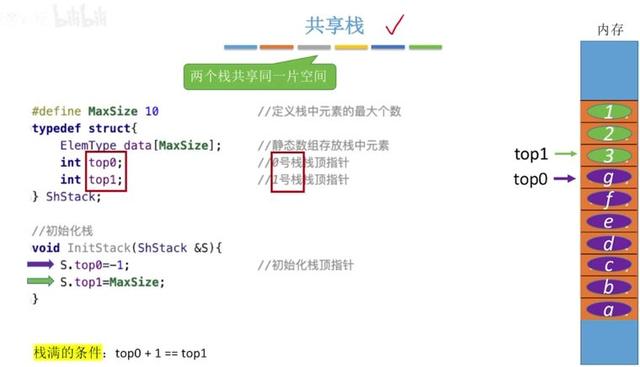 bilibili
共享栈
内存
两个栈共享同一片空间
#define MaxSize 10 //定义栈中元素的最大个数
typedef struct{
ElemType data[MaxSize]; //静态数组存放栈中元素
int top0; //0号栈栈顶指针
int top1; //1号栈栈顶指针
} ShStack;
//初始化栈
void InitStack(ShStack &S){
S.top0=-1; //初始化栈顶指针
S.top1=MaxSize;
}
栈满的条件：top0 + 1 == top1
1
2
top1 3
top0 g
f
e
d
c
b
a